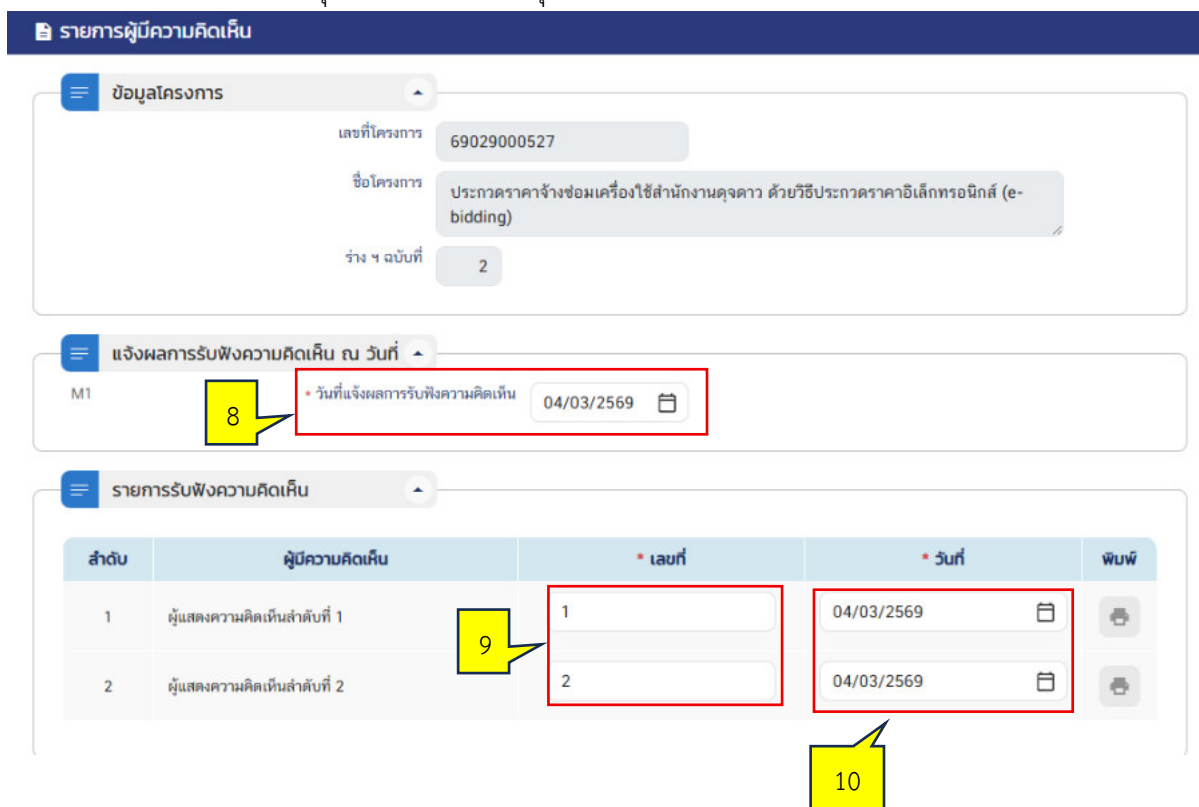 รายการผู้มีความคิดเห็น
ข้อมูลโครงการ
เลขที่โครงการ 69029000527
ชื่อโครงการ ประกวดราคาจ้างซ่อมเครื่องใช้สำนักงานดุจดาว ด้วยวิธีประกวดราคาอิเล็กทรอนิกส์ (e-
bidding)
ร่าง ฯ ฉบับที่ 2
แจ้งผลการรับฟังความคิดเห็น ณ วันที่
M1 * วันที่แจ้งผลการรับฟังความคิดเห็น 04/03/2569
8
รายการรับฟังความคิดเห็น
ลำดับ ผู้มีความคิดเห็น * เลขที่ * วันที่ พิมพ์
1 ผู้แสดงความคิดเห็นลำดับที่ 1 1 04/03/2569
9
2 ผู้แสดงความคิดเห็นลำดับที่ 2 2 04/03/2569
10